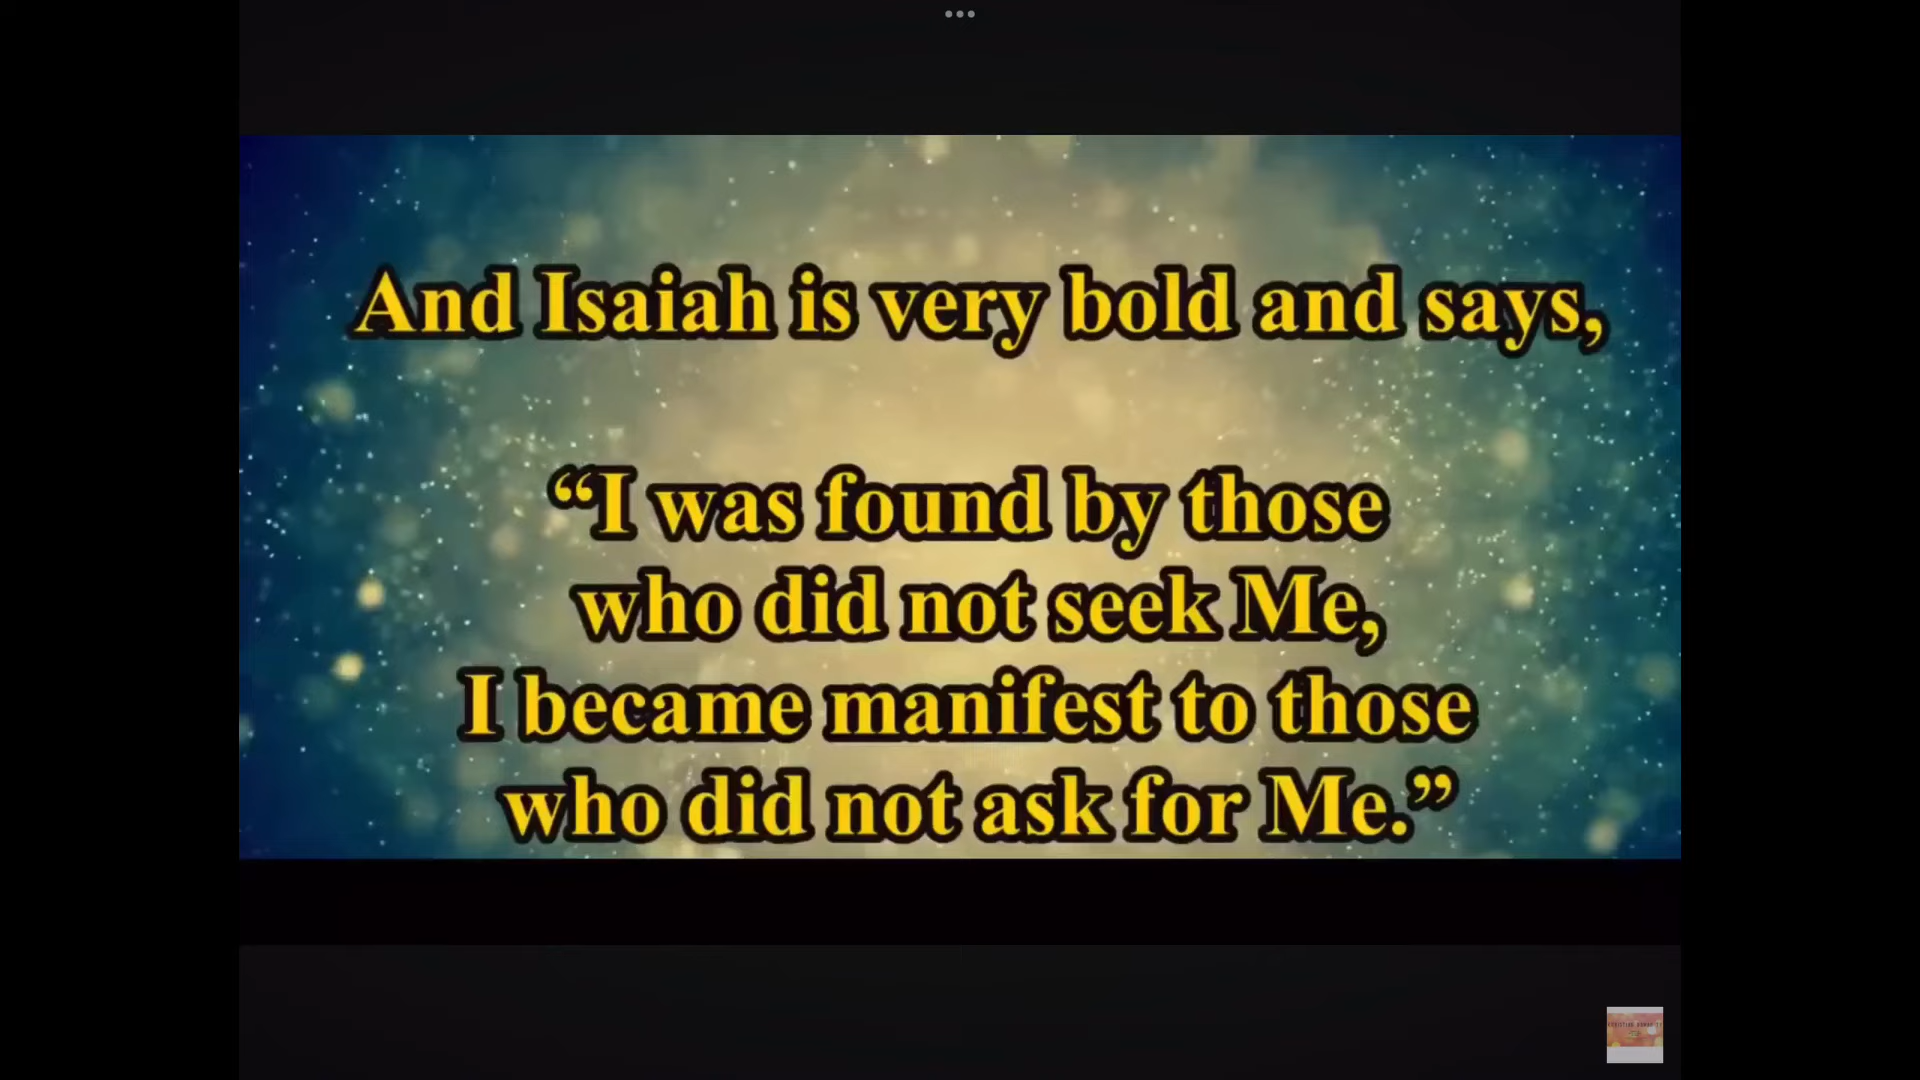 And Isaiah is very bold and says,
“I was found by those
who did not seek Me,
I became manifest to those
who did not ask for Me.”